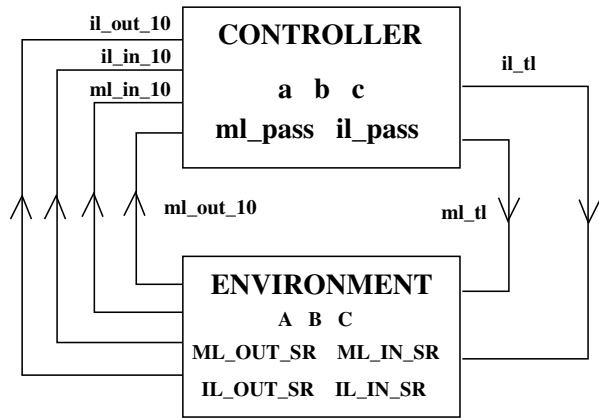 il_out_10
CONTROLLER
il_in_10
il_tl
ml_in_10
a b c
ml_pass il_pass
ml_out_10
ml_tl
ENVIRONMENT
A B C
ML_OUT_SR ML_IN_SR
IL_OUT_SR IL_IN_SR